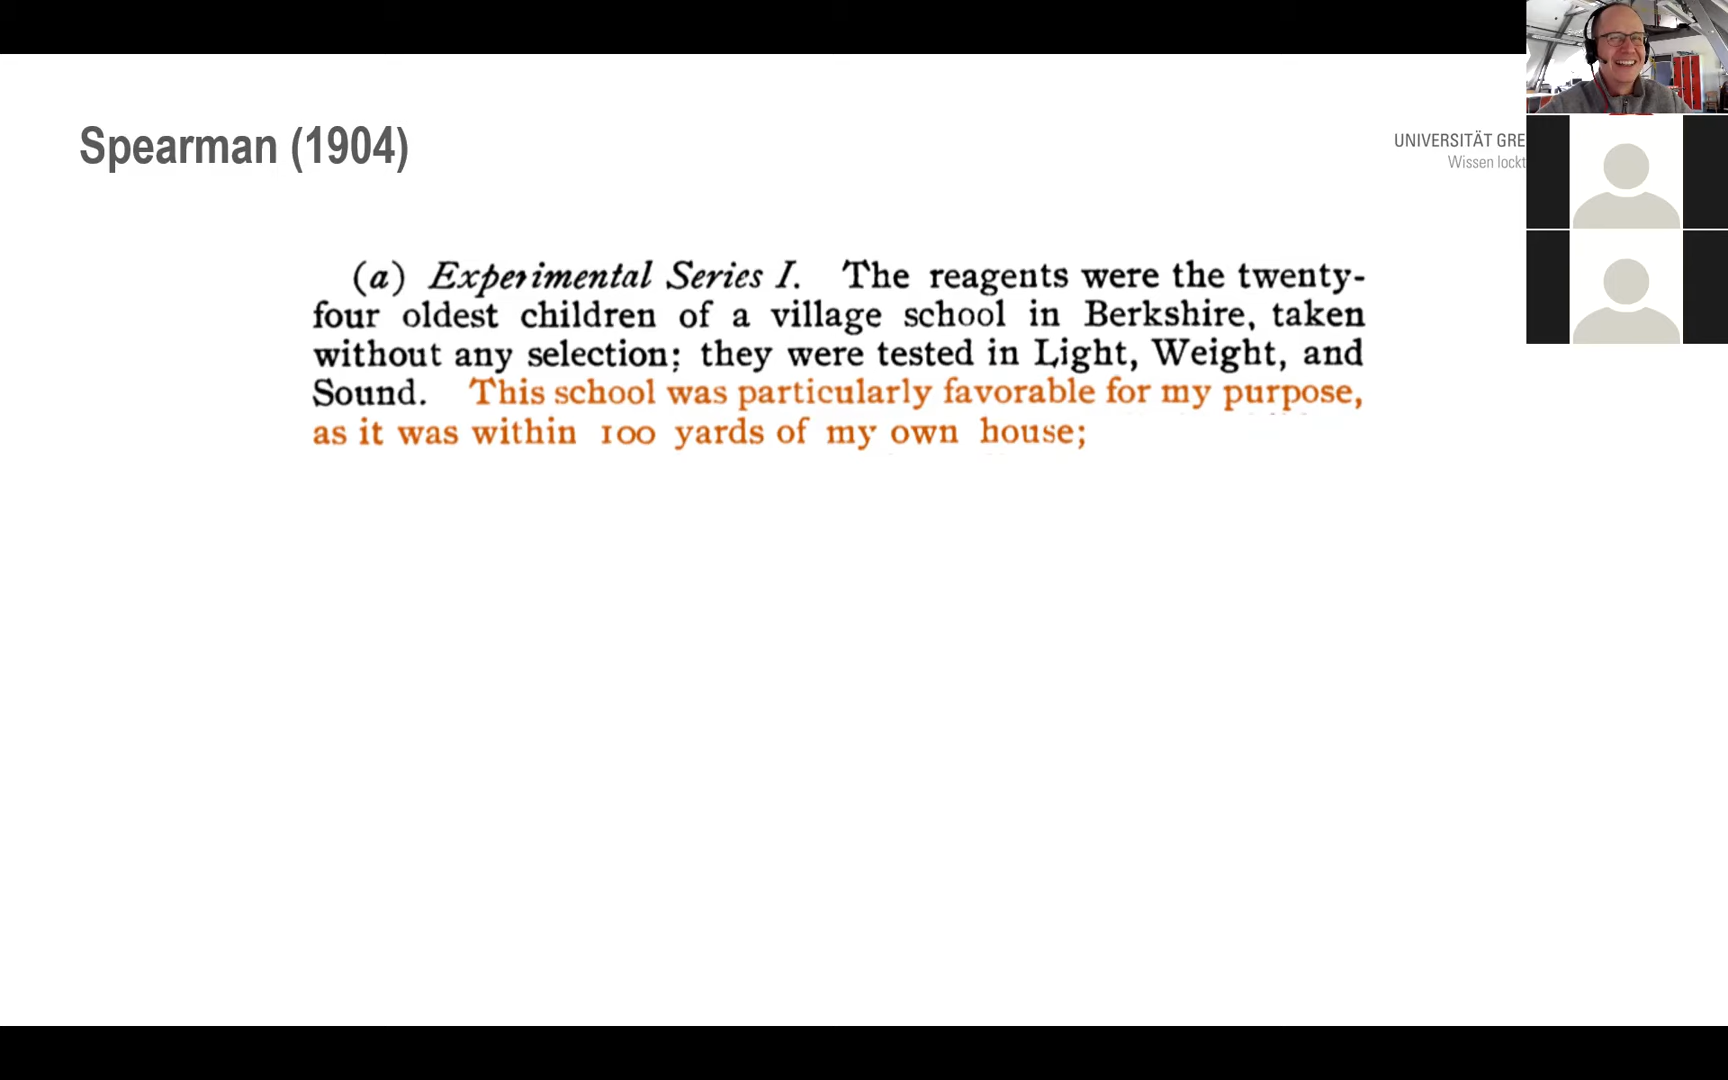 Spearman (1904)
UNIVERSITÄT GRE
Wissen lockt
(a) Experimental Series I. The reagents were the twenty-
four oldest children of a village school in Berkshire, taken
without any selection; they were tested in Light, Weight, and
Sound. This school was particularly favorable for my purpose,
as it was within 100 yards of my own house;